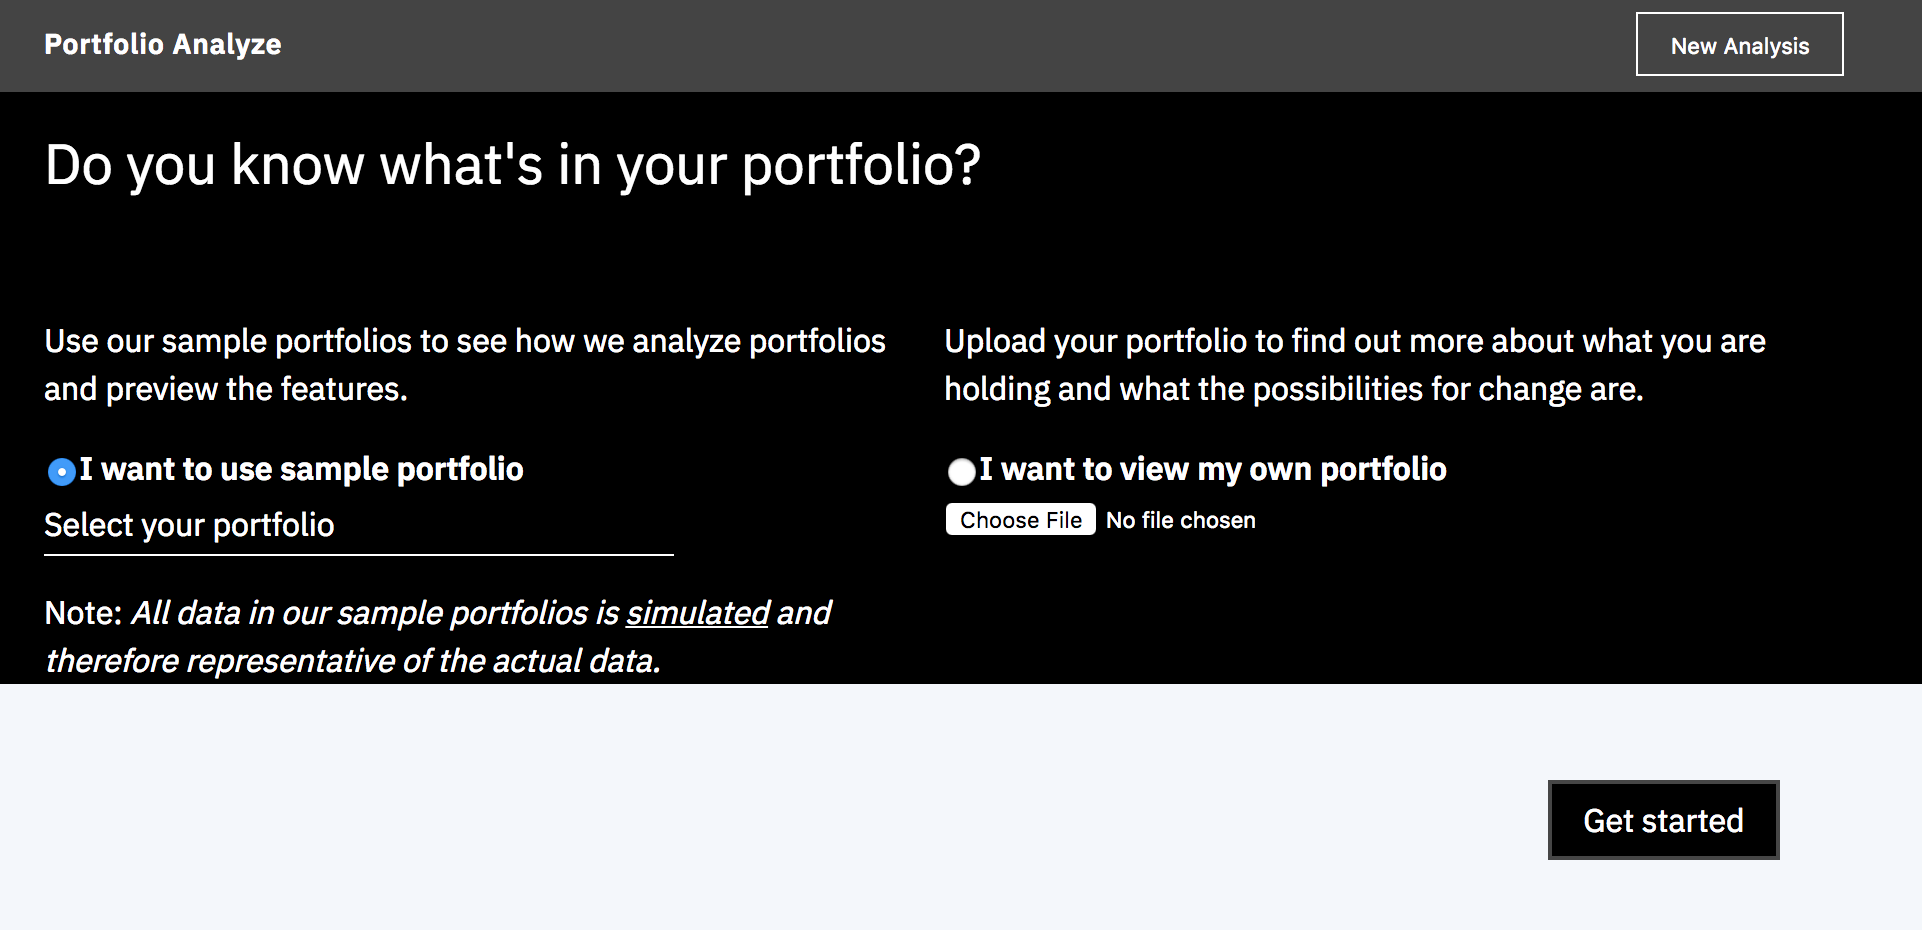 Portfolio Analyze
New Analysis
Do you know what's in your portfolio?
Use our sample portfolios to see how we analyze portfolios
and preview the features.
I want to use sample portfolio
Select your portfolio
Note: All data in our sample portfolios is simulated and
therefore representative of the actual data.
Upload your portfolio to find out more about what you are
holding and what the possibilities for change are.
I want to view my own portfolio
Choose File No file chosen
Get started